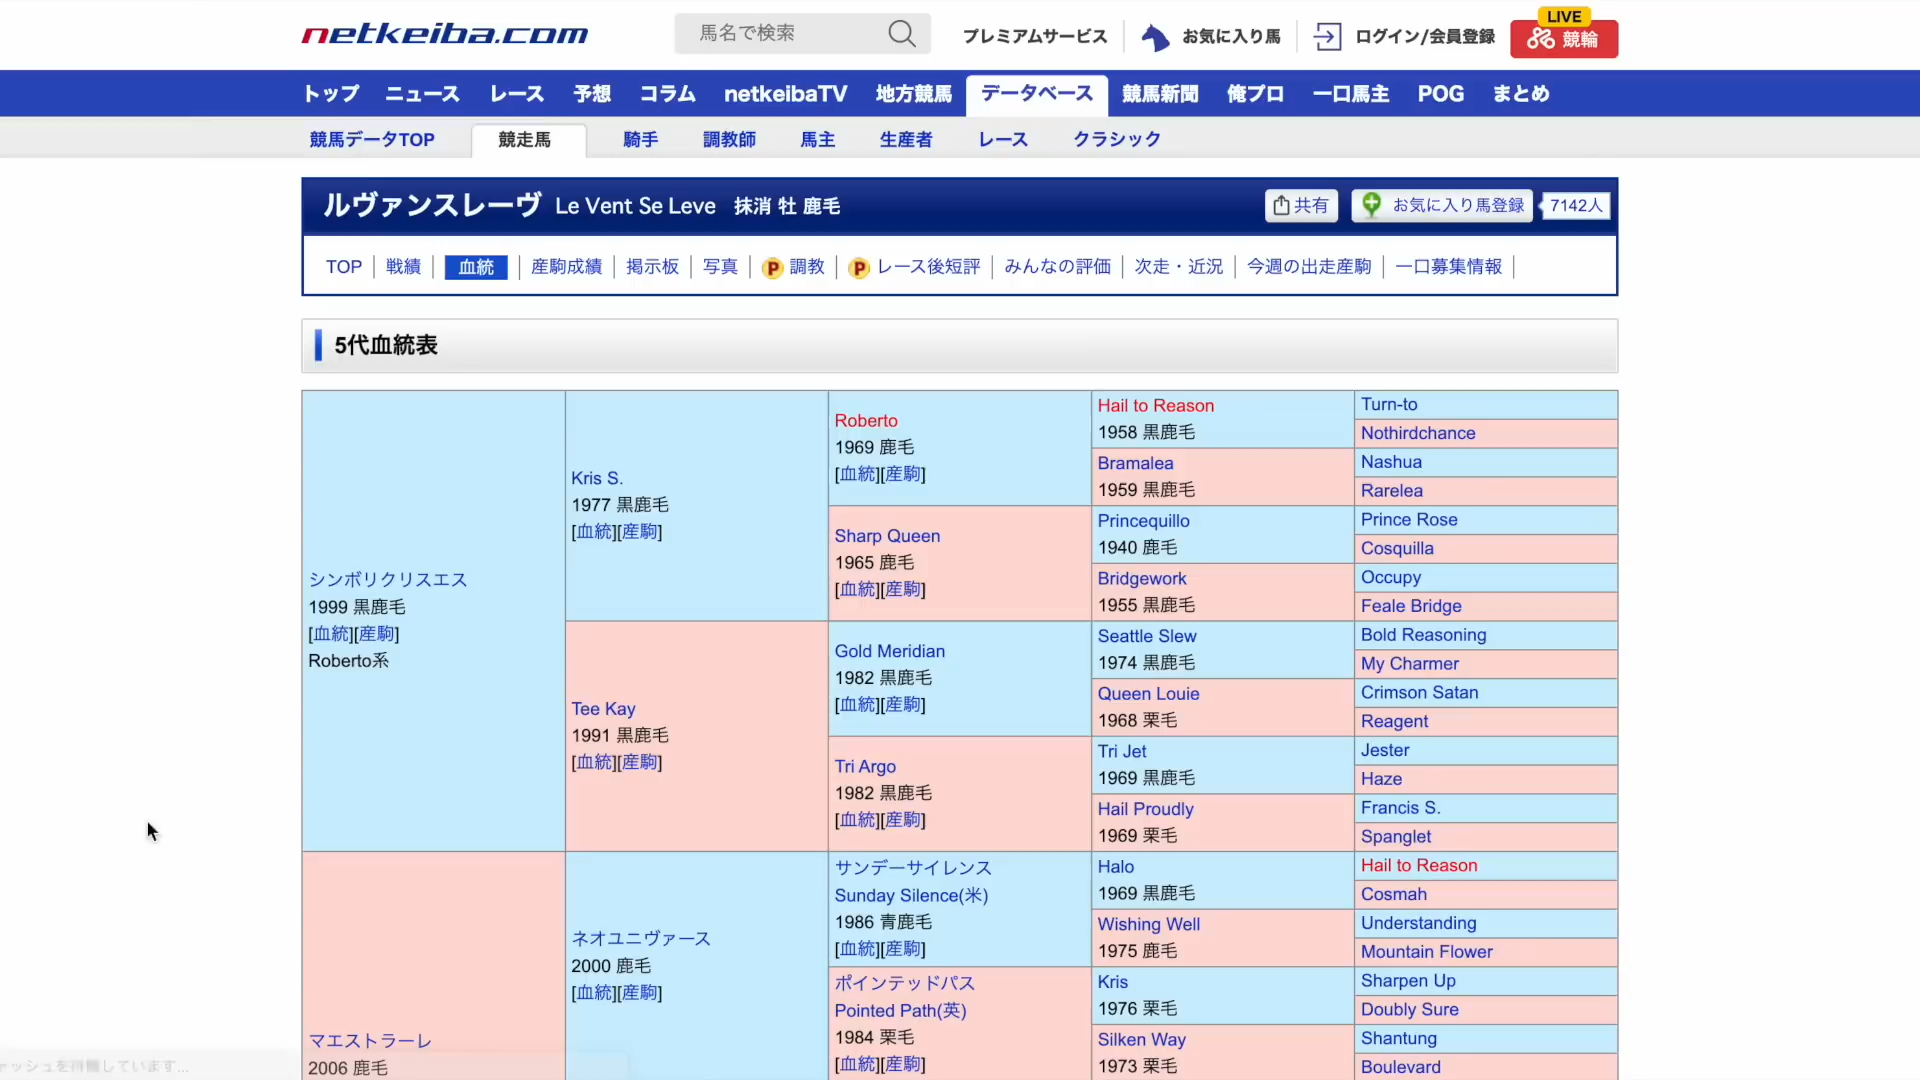 netkeiba.com
馬名で検索
プレミアムサービス
お気に入り馬
ログイン/会員登録
LIVE
競輪
トップ ニュース レース 予想 コラム netkeibaTV 地方競馬 データベース 競馬新聞 俺プロ 一口馬主 POG まとめ
競馬データTOP 競走馬 騎手 調教師 馬主 生産者 レース クラシック
ルヴァンスレーヴ Le Vent Se Leve 抹消 牡 鹿毛
共有
お気に入り馬登録
7142人
TOP 戦績 血統 産駒成績 掲示板 写真 P 調教 P レース後短評 みんなの評価 次走・近況 今週の出走産駒 一口募集情報
5代血統表
シンボリクリスエス
1999 黒鹿毛
[血統][産駒]
Roberto系
Kris S.
1977 黒鹿毛
[血統][産駒]
Roberto
1969 鹿毛
[血統][産駒]
Hail to Reason
1958 黒鹿毛
Turn-to
Nothirdchance
Bramalea
1959 黒鹿毛
Nashua
Rarelea
Sharp Queen
1965 鹿毛
[血統][産駒]
Princequillo
1940 鹿毛
Prince Rose
Cosquilla
Bridgework
1955 黒鹿毛
Occupy
Feale Bridge
Tee Kay
1991 黒鹿毛
[血統][産駒]
Gold Meridian
1982 黒鹿毛
[血統][産駒]
Seattle Slew
1974 黒鹿毛
Bold Reasoning
My Charmer
Queen Louie
1968 栗毛
Crimson Satan
Reagent
Tri Argo
1982 黒鹿毛
[血統][産駒]
Tri Jet
1969 黒鹿毛
Jester
Haze
Hail Proudly
1969 栗毛
Francis S.
Spanglet
マエストラーレ
2006 鹿毛
ネオユニヴァース
2000 鹿毛
[血統][産駒]
サンデーサイレンス
Sunday Silence(米)
1986 青鹿毛
[血統][産駒]
Halo
1969 黒鹿毛
Hail to Reason
Cosmah
Wishing Well
1975 鹿毛
Understanding
Mountain Flower
ポインテッドパス
Pointed Path(英)
1984 栗毛
[血統][産駒]
Kris
1976 栗毛
Sharpen Up
Doubly Sure
Silken Way
1973 栗毛
Shantung
Boulevard
ャッシュを待機しています...